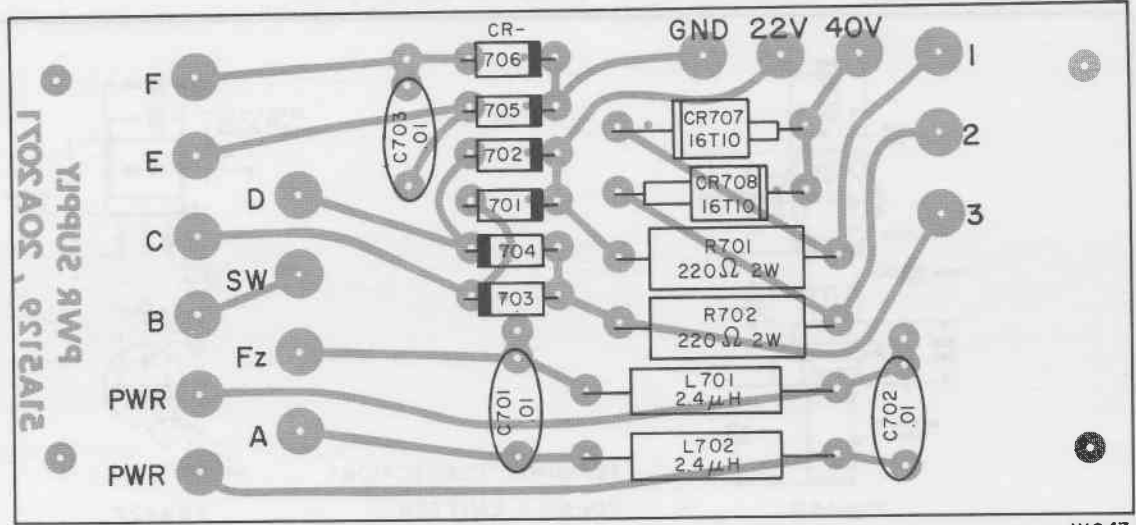 CR-
GND 22V 40V
706
F
1
705
CR707
16T10
C703
.01
E
702
2
CR708
16T10
D
701
3
C
R701
220Ω 2W
704
SW
703
R702
220Ω 2W
B
Fz
L701
2.4μH
PWR
C701
.01
C702
.01
A
L702
2.4μH
PWR
51A5129 , 20A2071
PWR SUPPLY